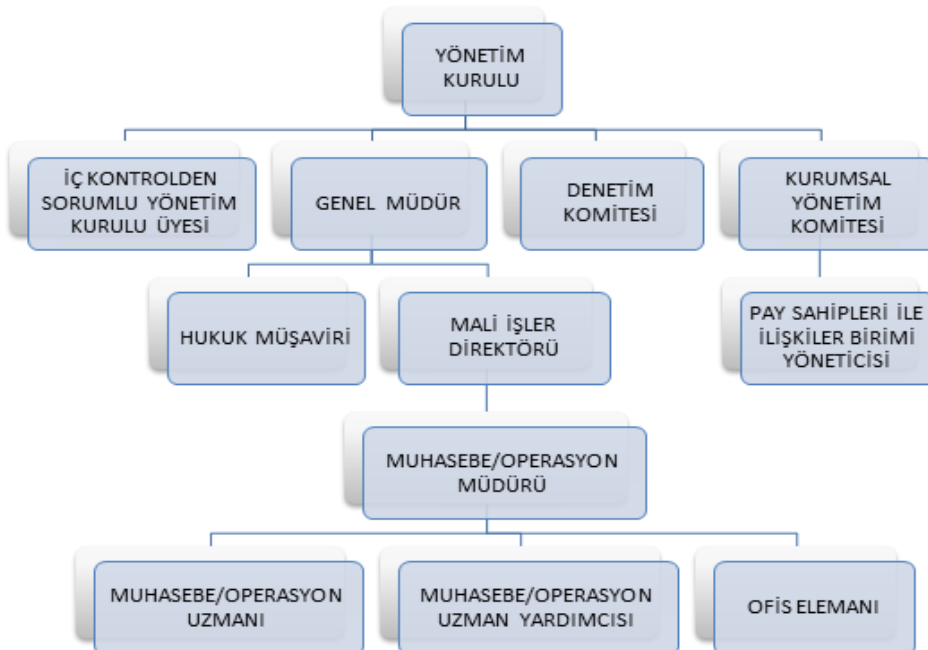 YÖNETİM
KURULU
İÇ KONTROLDEN
SORUMLU YÖNETİM
KURULU ÜYESİ
GENEL MÜDÜR
DENETİM
KOMİTESİ
KURUMSAL
YÖNETİM
KOMİTESİ
HUKUK MÜŞAVİRİ
MALİ İŞLER
DİREKTÖRÜ
PAY SAHİPLERİ İLE
İLİŞKİLER BİRİMİ
YÖNETİCİSİ
MUHASEBE/OPERASYON
MÜDÜRÜ
MUHASEBE/OPERASYON
UZMANI
MUHASEBE/OPERASYON
UZMAN YARDIMCISI
OFİS ELEMANI